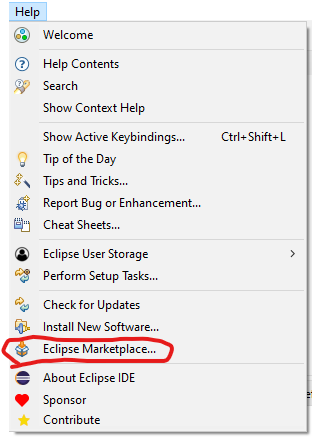 Help
Welcome
Help Contents
Search
Show Context Help
Show Active Keybindings... Ctrl+Shift+L
Tip of the Day
Tips and Tricks...
Report Bug or Enhancement...
Cheat Sheets...
Eclipse User Storage
Perform Setup Tasks...
Check for Updates
Install New Software...
Eclipse Marketplace...
About Eclipse IDE
Sponsor
Contribute